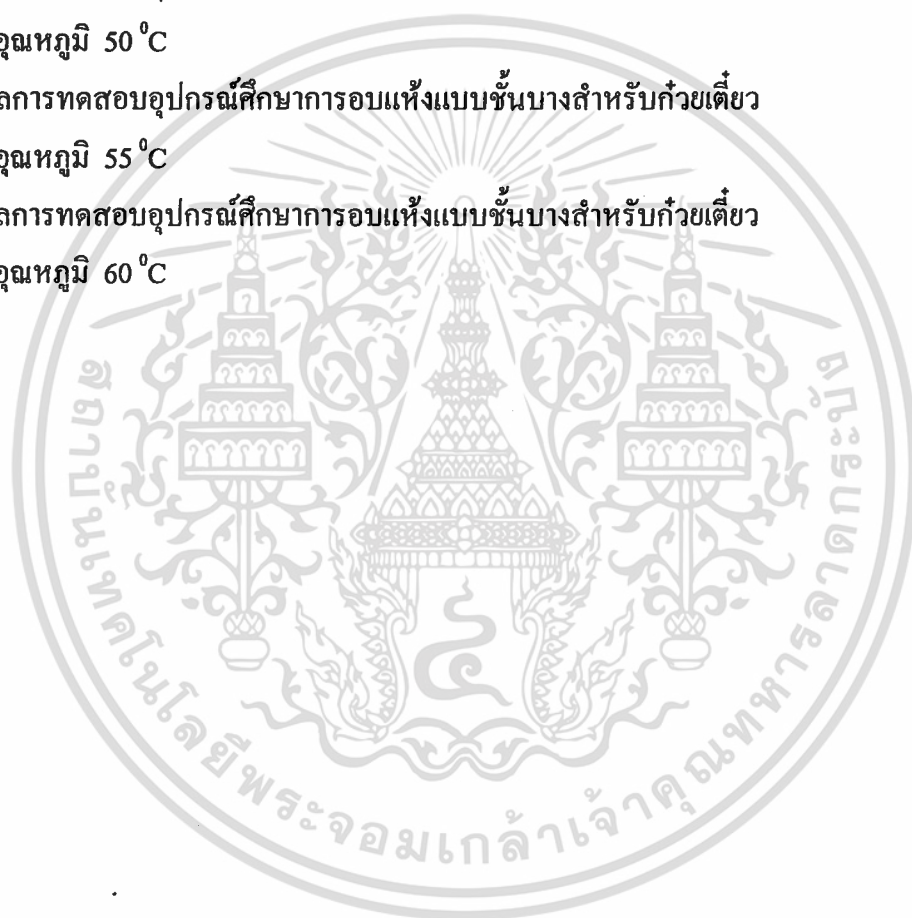 อุณหภูมิ 50 ⁰C
ลการทดสอบอุปกรณ์ศึกษาการอบแห้งแบบชั้นบางสำหรับก๋วยเตี๋ยว
อุณหภูมิ 55 ⁰C
ลการทดสอบอุปกรณ์ศึกษาการอบแห้งแบบชั้นบางสำหรับก๋วยเตี๋ยว
อุณหภูมิ 60 ⁰C
สถาบันเทคโนโลยีพระจอมเกล้าเจ้าคุณทหารลาดกระบัง
๔